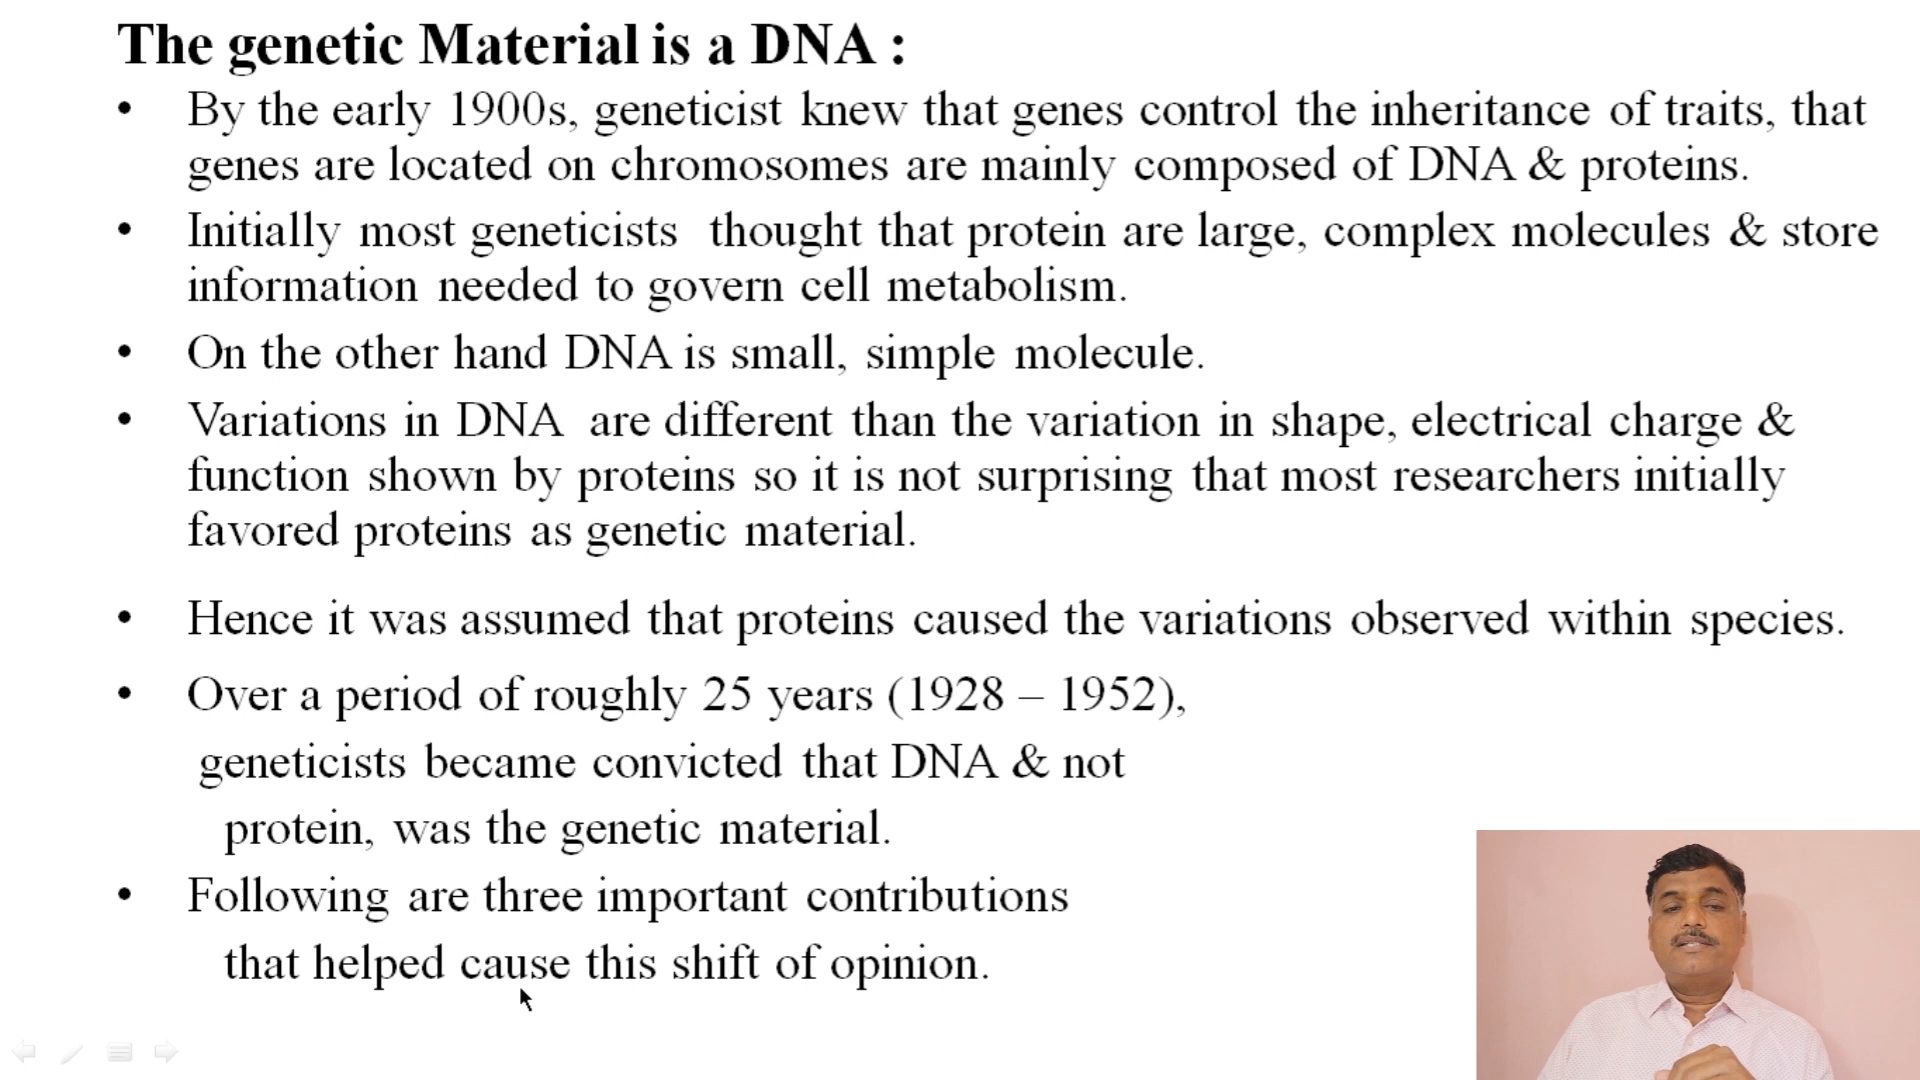 The genetic Material is a DNA :
• By the early 1900s, geneticist knew that genes control the inheritance of traits, that
genes are located on chromosomes are mainly composed of DNA & proteins.
• Initially most geneticists thought that protein are large, complex molecules & store
information needed to govern cell metabolism.
• On the other hand DNA is small, simple molecule.
• Variations in DNA are different than the variation in shape, electrical charge &
function shown by proteins so it is not surprising that most researchers initially
favored proteins as genetic material.
• Hence it was assumed that proteins caused the variations observed within species.
• Over a period of roughly 25 years (1928 – 1952),
geneticists became convicted that DNA & not
protein, was the genetic material.
• Following are three important contributions
that helped cause this shift of opinion.